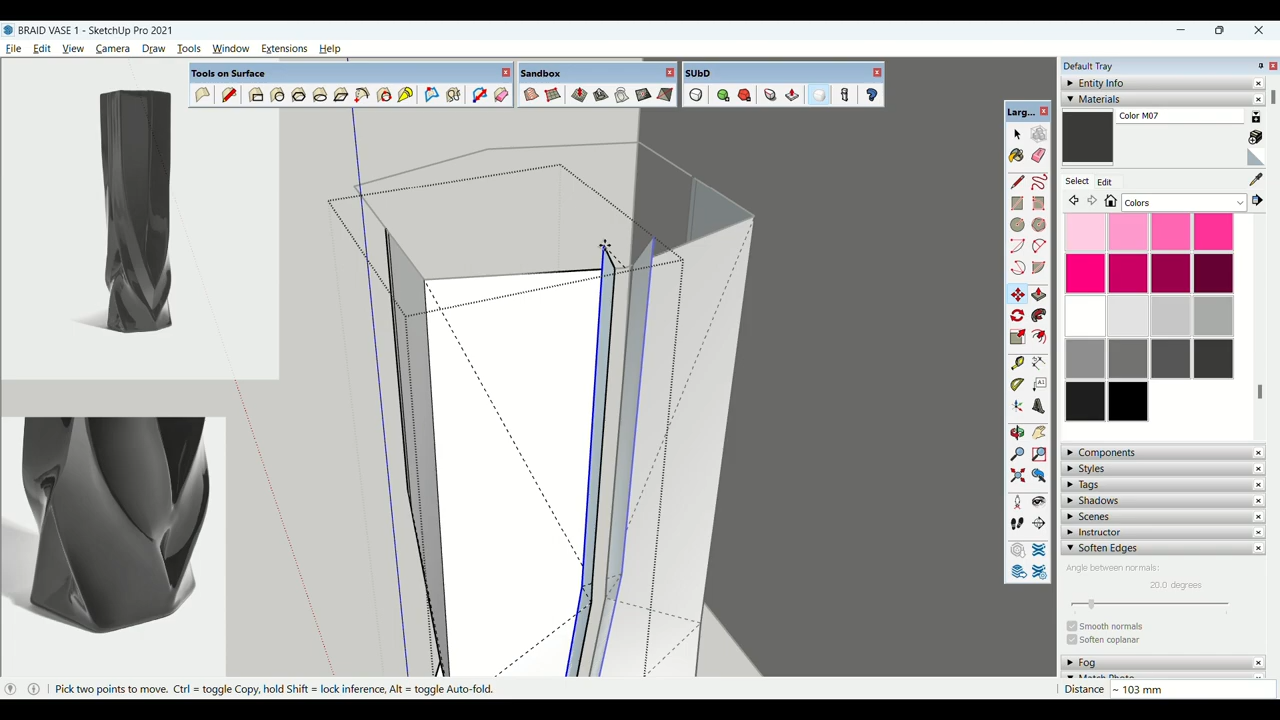 BRAID VASE 1 - SketchUp Pro 2021
File Edit View Camera Draw Tools Window Extensions Help
Tools on Surface
Sandbox
SUbD
Larg...
Default Tray
Entity Info
Materials
Color M07
Select Edit
Colors
Components
Styles
Tags
Shadows
Scenes
Instructor
Soften Edges
Angle between normals:
20.0 degrees
Smooth normals
Soften coplanar
Fog
Match Photo
Pick two points to move. Ctrl = toggle Copy, hold Shift = lock inference, Alt = toggle Auto-fold.
Distance ~ 103 mm